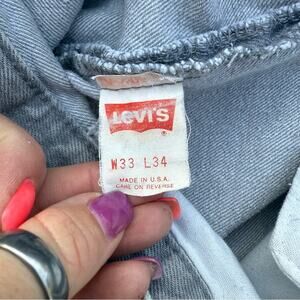 Levi's
®
W33 L34
MADE IN U.S.A.
CARE ON REVERSE